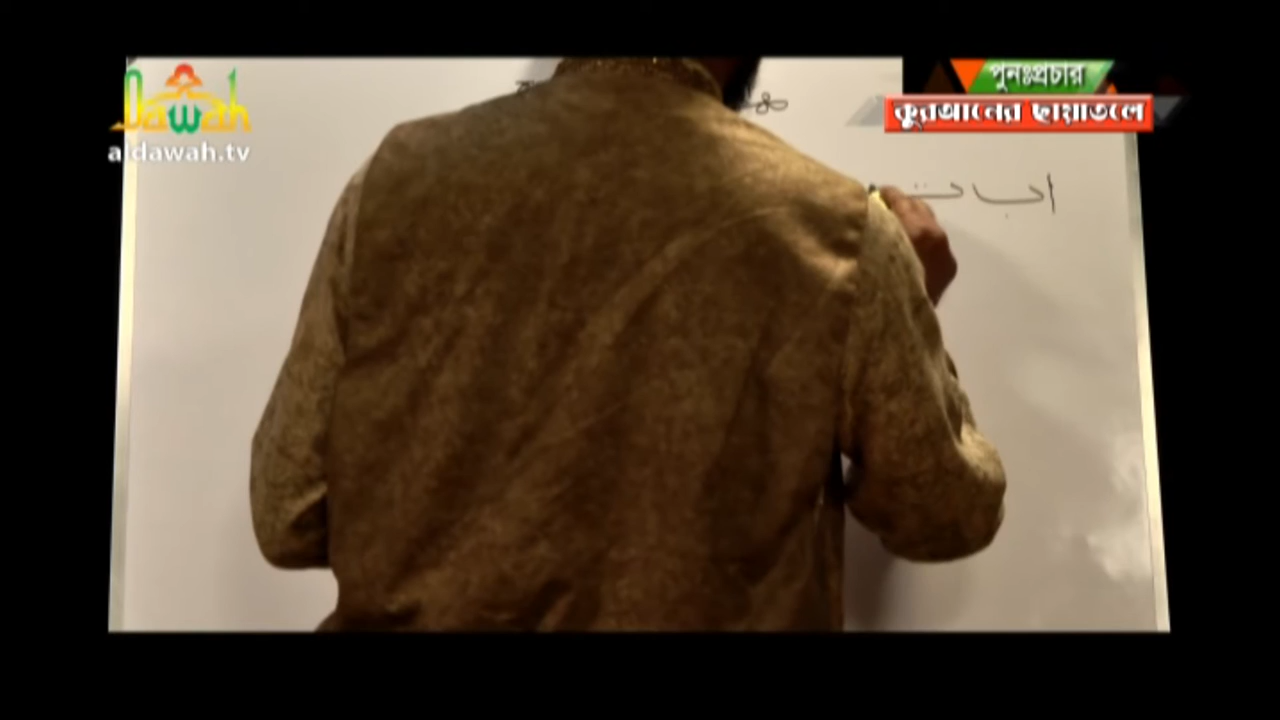 Dawah
aldawah.tv
পুনঃপ্রচার
কুরআনের ছায়াতলে
ا ب ت